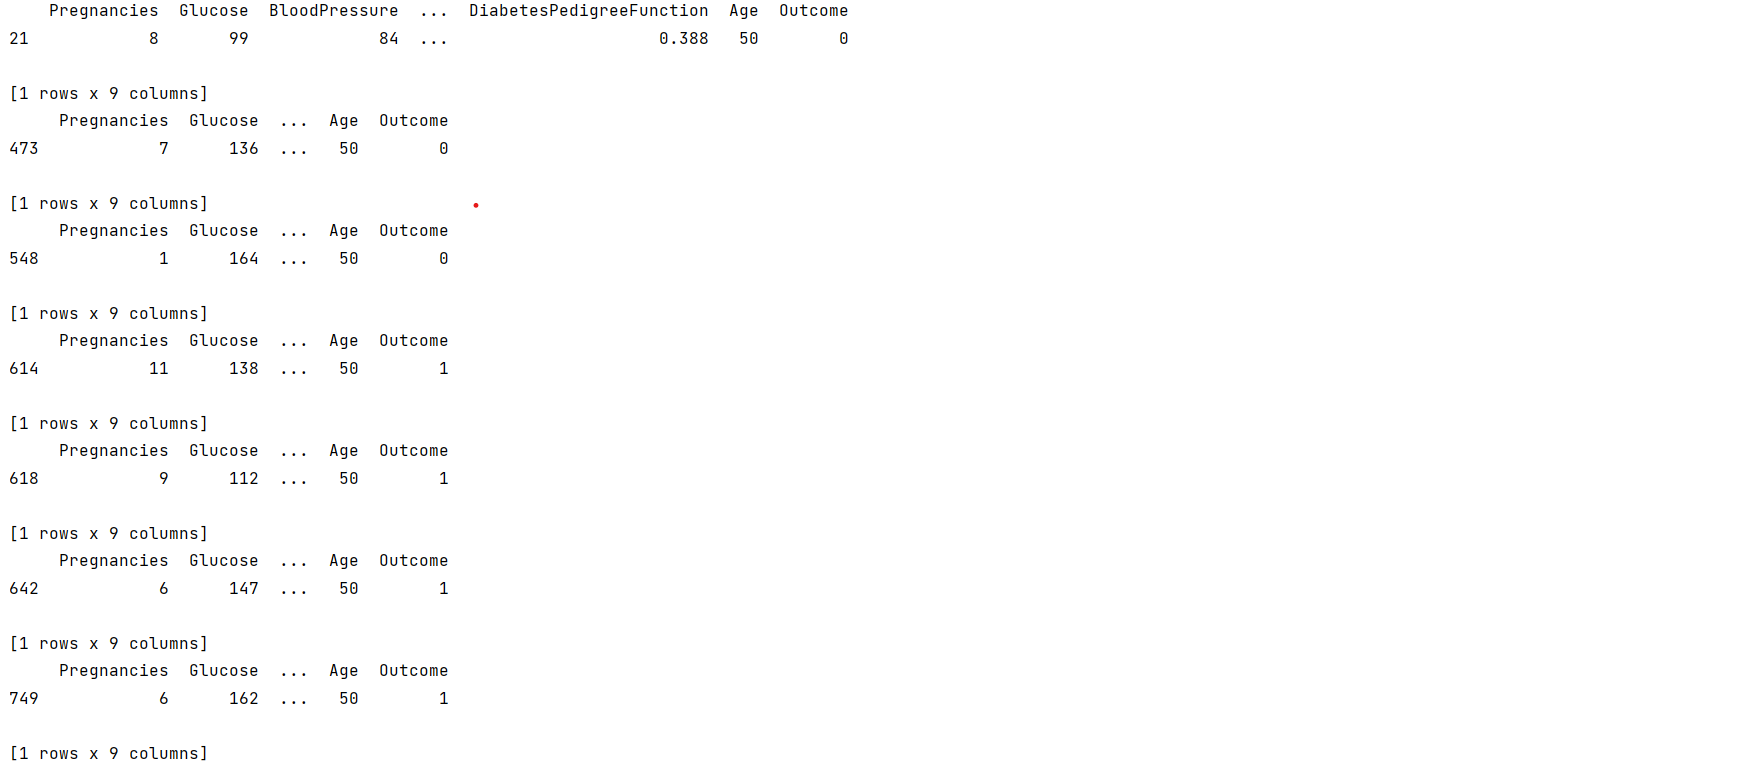 Pregnancies Glucose BloodPressure ... DiabetesPedigreeFunction Age Outcome
21 8 99 84 ... 0.388 50 0
[1 rows x 9 columns]
Pregnancies Glucose ... Age Outcome
473 7 136 ... 50 0
[1 rows x 9 columns]
Pregnancies Glucose ... Age Outcome
548 1 164 ... 50 0
[1 rows x 9 columns]
Pregnancies Glucose ... Age Outcome
614 11 138 ... 50 1
[1 rows x 9 columns]
Pregnancies Glucose ... Age Outcome
618 9 112 ... 50 1
[1 rows x 9 columns]
Pregnancies Glucose ... Age Outcome
642 6 147 ... 50 1
[1 rows x 9 columns]
Pregnancies Glucose ... Age Outcome
749 6 162 ... 50 1
[1 rows x 9 columns]